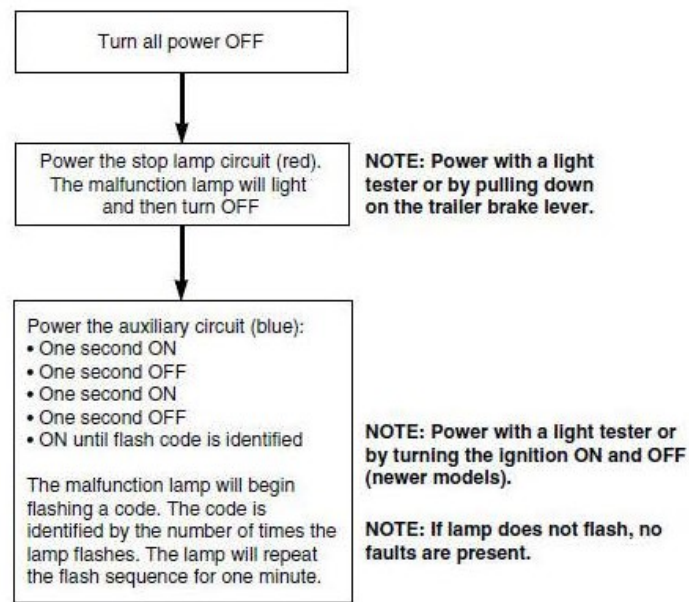 Turn all power OFF
Power the stop lamp circuit (red).
The malfunction lamp will light
and then turn OFF
NOTE: Power with a light
tester or by pulling down
on the trailer brake lever.
Power the auxiliary circuit (blue):
• One second ON
• One second OFF
• One second ON
• One second OFF
• ON until flash code is identified
The malfunction lamp will begin
flashing a code. The code is
identified by the number of times the
lamp flashes. The lamp will repeat
the flash sequence for one minute.
NOTE: Power with a light tester or
by turning the ignition ON and OFF
(newer models).
NOTE: If lamp does not flash, no
faults are present.